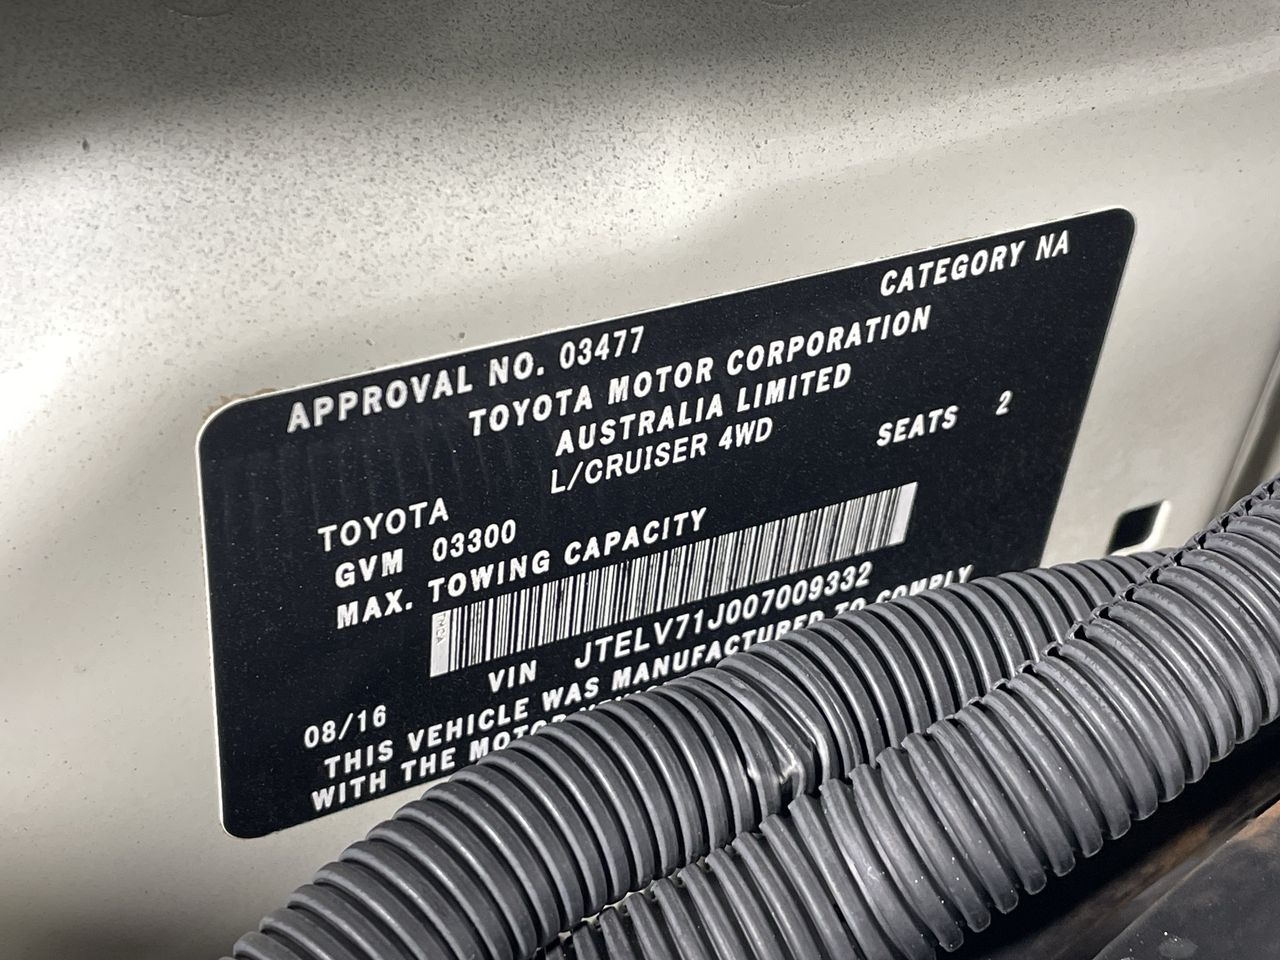 APPROVAL NO. 03477 CATEGORY NA
TOYOTA MOTOR CORPORATION
AUSTRALIA LIMITED
L/CRUISER 4WD
TOYOTA SEATS 2
GVM 03300
MAX. TOWING CAPACITY
VIN JTELV71J007009332
08/16
THIS VEHICLE WAS MANUFACTURED TO COMPLY
WITH THE MOTOR